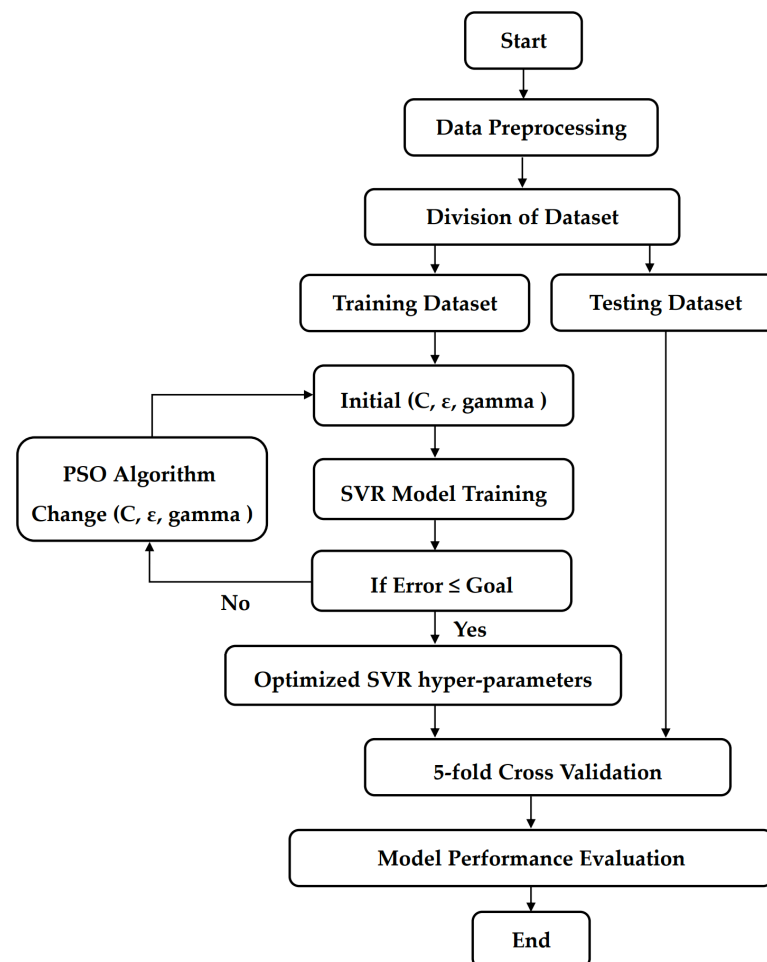 Start
Data Preprocessing
Division of Dataset
Training Dataset
Testing Dataset
Initial (C, ε, gamma )
PSO Algorithm
Change (C, ε, gamma )
SVR Model Training
If Error ≤ Goal
No
Yes
Optimized SVR hyper-parameters
5-fold Cross Validation
Model Performance Evaluation
End